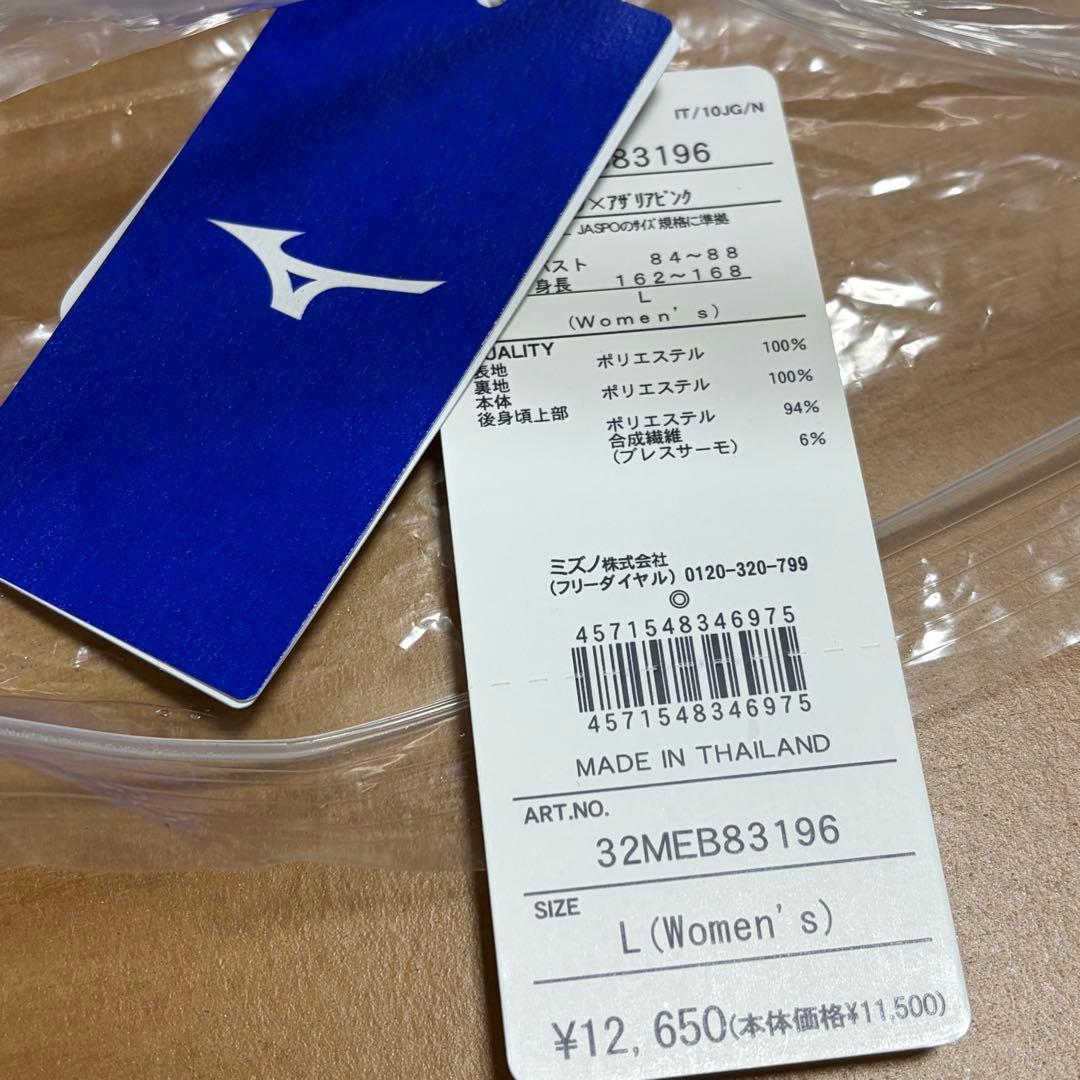 IT/10JG/N
83196
×ｱｻﾞﾘｱﾋﾟﾝｸ
JASPOのｻｲｽﾞ規格に準拠
バスト 84～88
身長 162～168
L
(Women's)
QUALITY
表地 ポリエステル 100%
裏地
本体 ポリエステル 100%
後身頃上部 ポリエステル 94%
合成繊維 6%
(ブレスサーモ)
ミズノ株式会社
(フリーダイヤル) 0120-320-799
◎
4571548346975
4571548346975
MADE IN THAILAND
ART.NO.
32MEB83196
SIZE
L(Women's)
¥12,650(本体価格¥11,500)